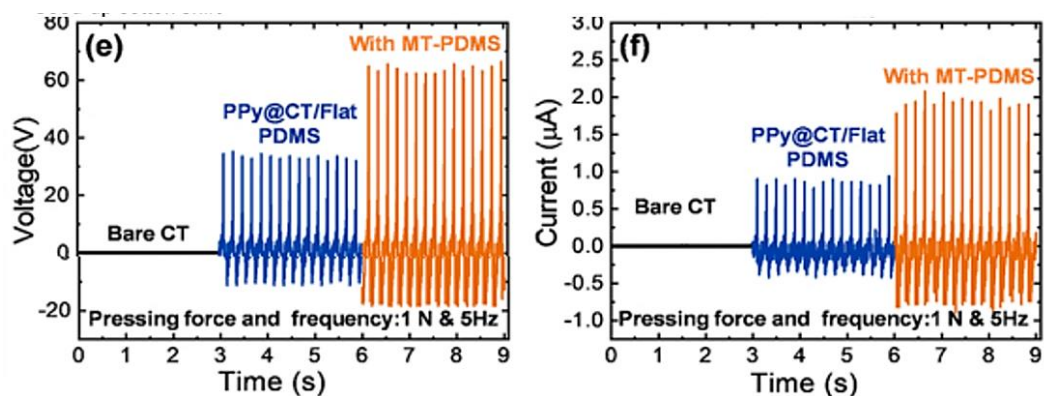 (e)
With MT-PDMS
PPy@CT/Flat
PDMS
Bare CT
Pressing force and frequency:1 N & 5Hz
Voltage(V)
80
60
40
20
0
-20
0 1 2 3 4 5 6 7 8 9
Time (s)
(f)
With MT-PDMS
PPy@CT/Flat
PDMS
Bare CT
Pressing force and frequency:1 N & 5Hz
Current (µA)
3.0
2.5
2.0
1.5
1.0
0.5
0.0
-0.5
-1.0
0 1 2 3 4 5 6 7 8 9
Time (s)